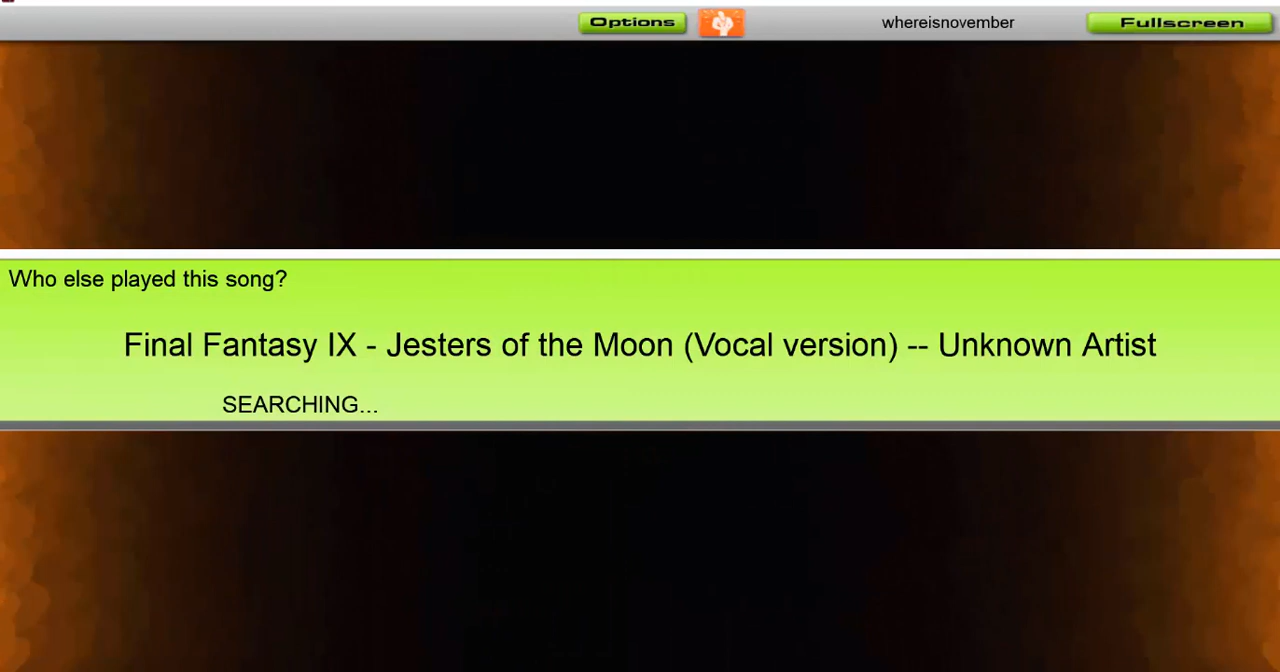 Options
whereisnovember
Fullscreen
Who else played this song?
Final Fantasy IX - Jesters of the Moon (Vocal version) -- Unknown Artist
SEARCHING...